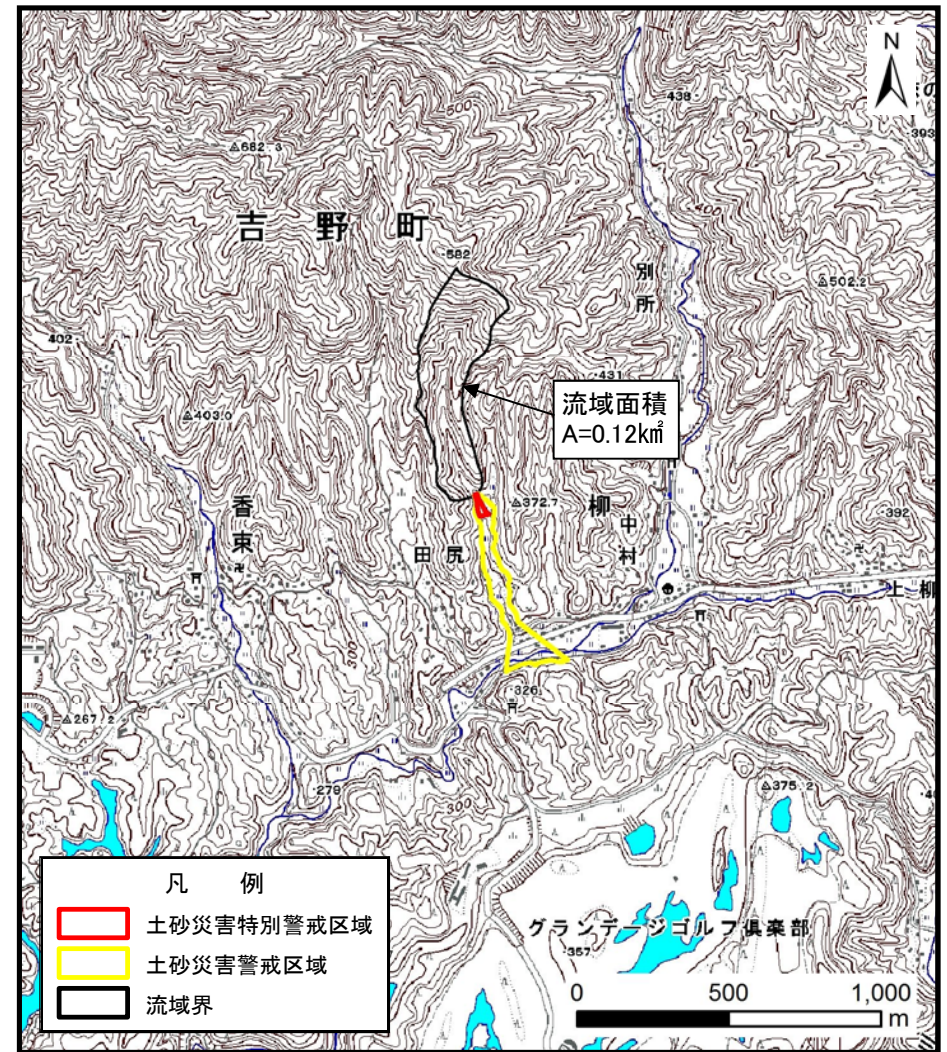 N
438
393
500
△682.3
吉野町
400
582
別所
△502.2
402
431
流域面積
A=0.12k㎡
△403.0
香束
△372.7
柳
中村
392
田尻
上柳
300
326
△267.2
279
300
△375.2
グランデージゴルフ倶楽部
357
凡 例
土砂災害特別警戒区域
土砂災害警戒区域
流域界
0 500 1,000
m